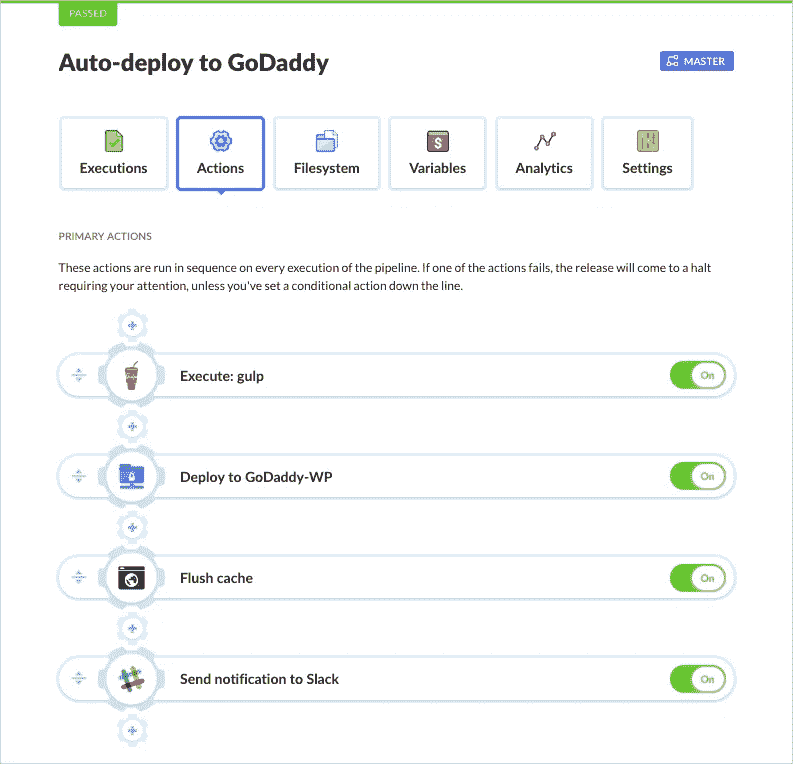 PASSED
Auto-deploy to GoDaddy
MASTER
Executions
Actions
Filesystem
Variables
Analytics
Settings
PRIMARY ACTIONS
These actions are run in sequence on every execution of the pipeline. If one of the actions fails, the release will come to a halt
requiring your attention, unless you've set a conditional action down the line.
Execute: gulp
On
Deploy to GoDaddy-WP
On
Flush cache
On
Send notification to Slack
On